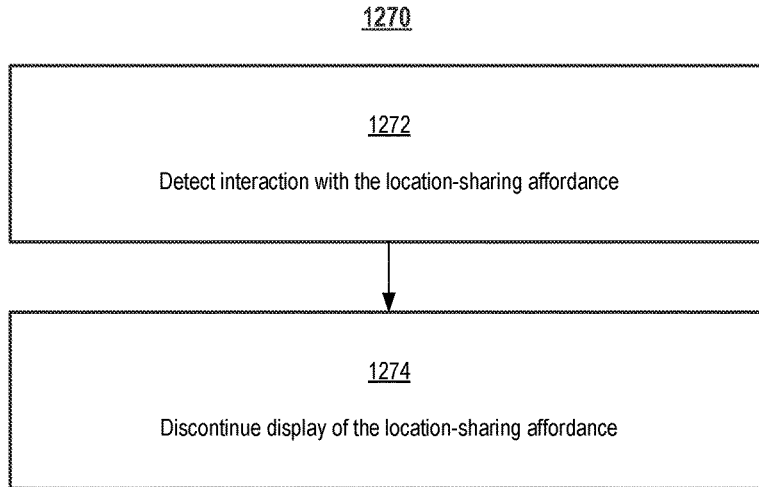 1270
1272
Detect interaction with the location-sharing affordance
1274
Discontinue display of the location-sharing affordance